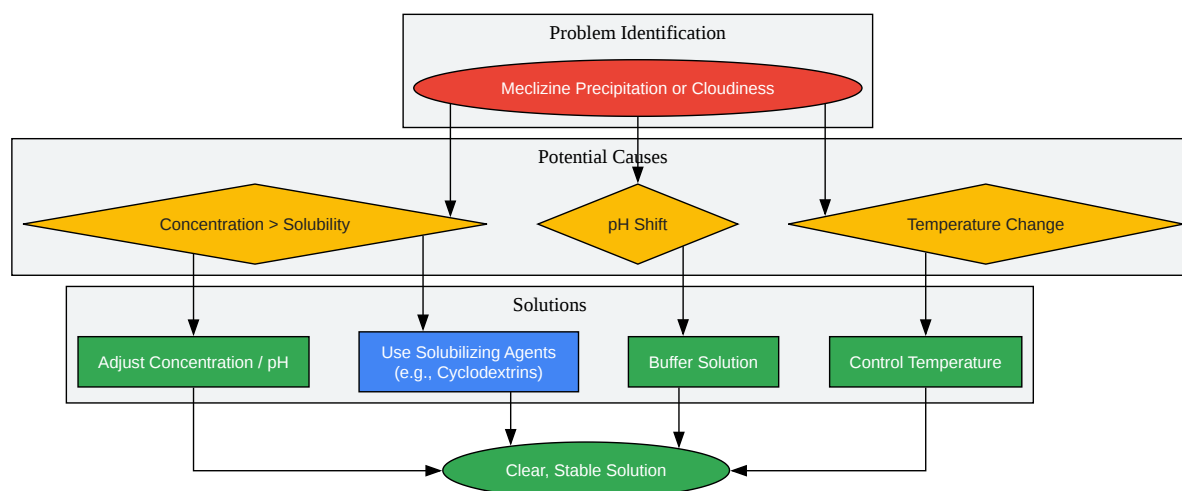 Problem Identification
Meclizine Precipitation or Cloudiness
Potential Causes
Concentration > Solubility
pH Shift
Temperature Change
Solutions
Adjust Concentration / pH
Use Solubilizing Agents
(e.g., Cyclodextrins)
Buffer Solution
Control Temperature
Clear, Stable Solution